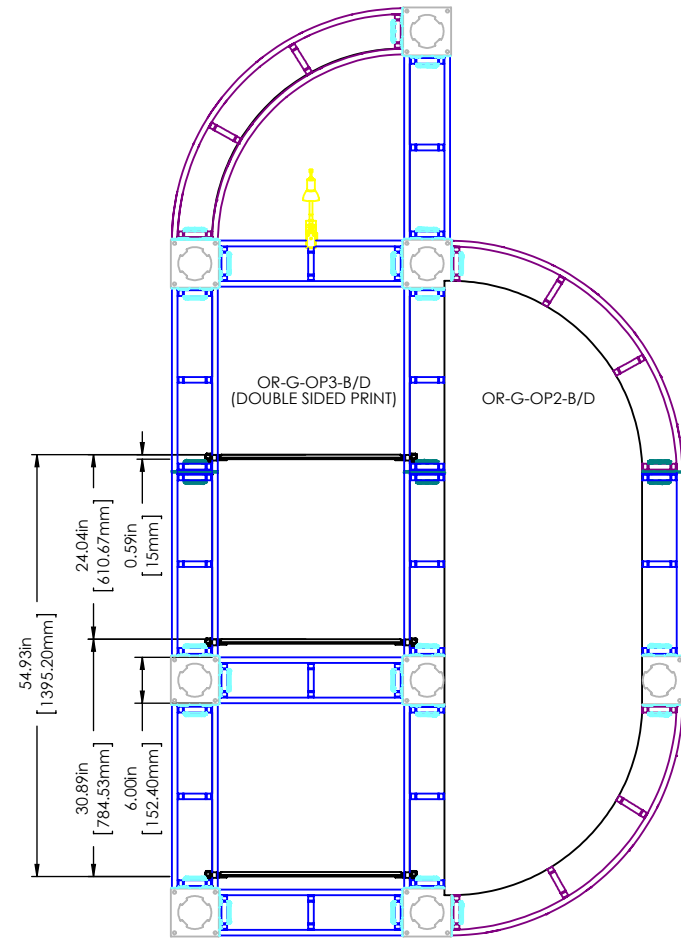 OR-G-OP3-B/D
(DOUBLE SIDED PRINT)
OR-G-OP2-B/D
24.04in
[610.67mm]
0.59in
[15mm]
54.93in
[1395.20mm]
30.89in
[784.53mm]
6.00in
[152.40mm]